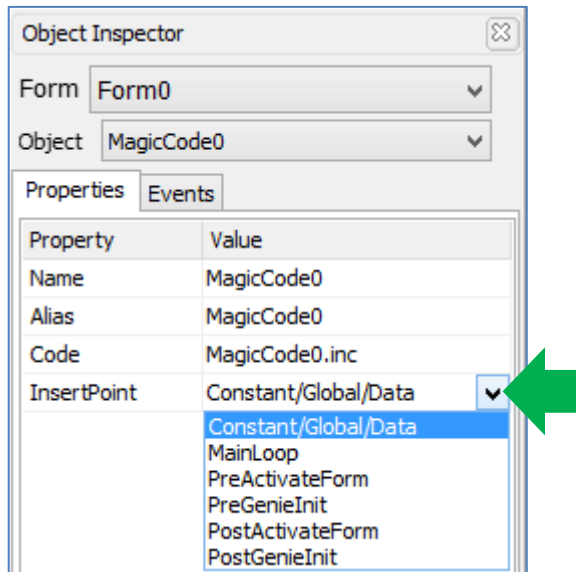 Object Inspector
Form Form0
Object MagicCode0
Properties Events
Property Value
Name MagicCode0
Alias MagicCode0
Code MagicCode0.inc
InsertPoint Constant/Global/Data
Constant/Global/Data
MainLoop
PreActivateForm
PreGenieInit
PostActivateForm
PostGenieInit